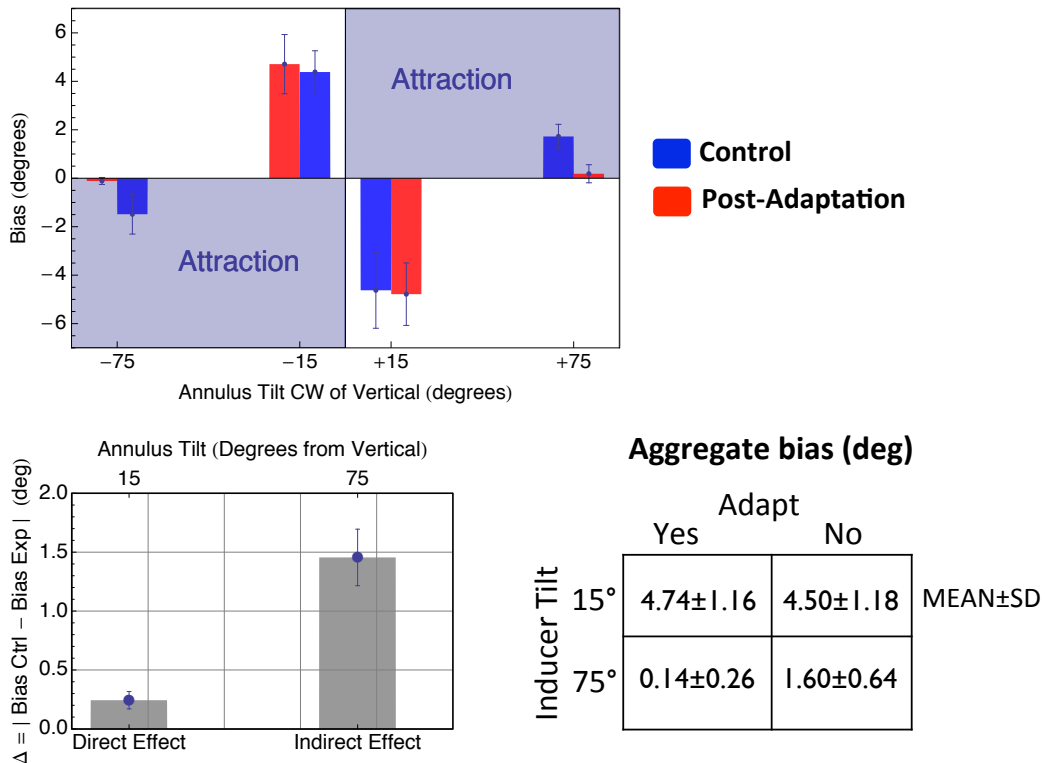 6
4
2
0
−2
−4
−6
Bias (degrees)
Attraction
Attraction
−75
−15
+15
+75
Annulus Tilt CW of Vertical (degrees)
Control
Post-Adaptation
Annulus Tilt (Degrees from Vertical)
15
75
2.0
1.5
1.0
0.5
0.0
Δ = | Bias Ctrl − Bias Exp | (deg)
Direct Effect
Indirect Effect
Aggregate bias (deg)
Adapt
Yes
No
Inducer Tilt
15°
4.74±1.16
4.50±1.18
MEAN±SD
75°
0.14±0.26
1.60±0.64